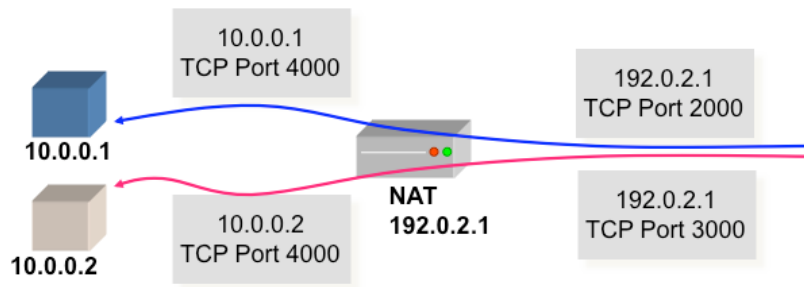 10.0.0.1
TCP Port 4000
192.0.2.1
TCP Port 2000
10.0.0.1
NAT
192.0.2.1
10.0.0.2
TCP Port 4000
192.0.2.1
TCP Port 3000
10.0.0.2